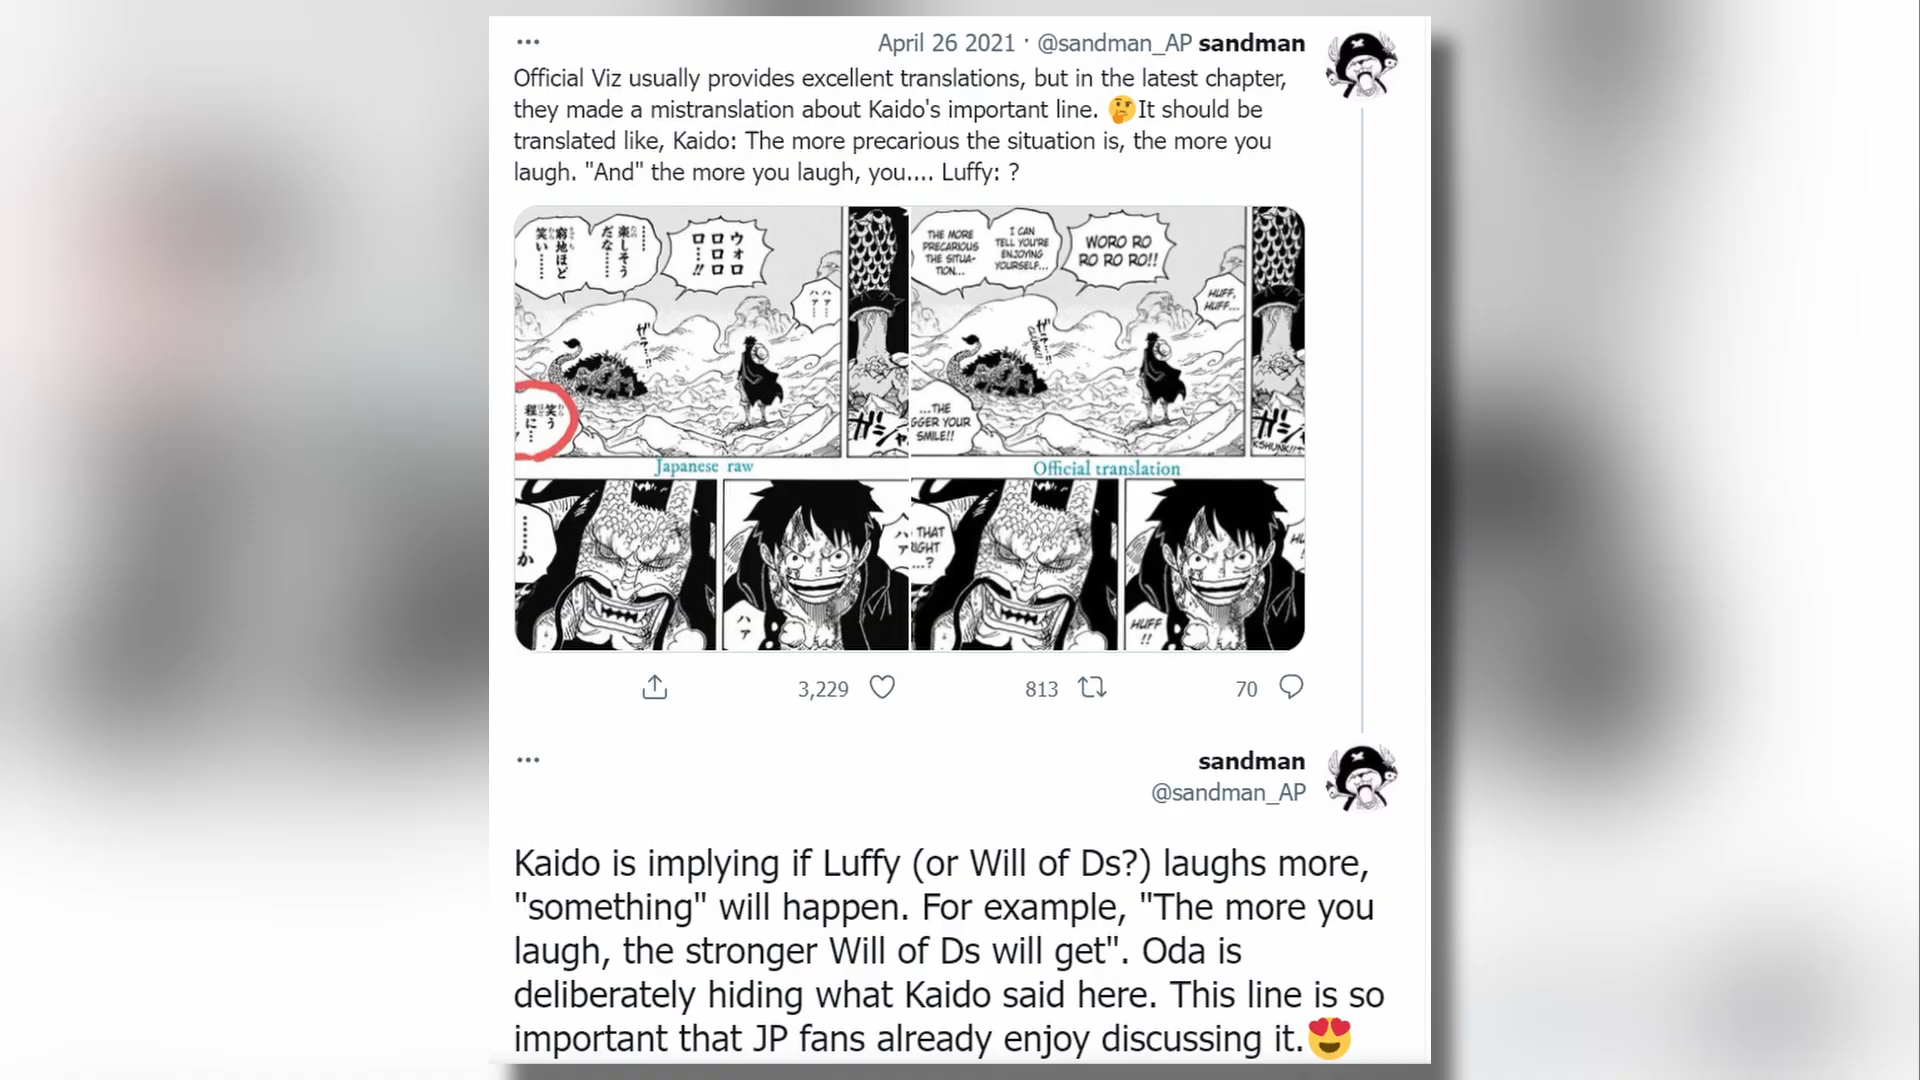 April 26 2021 · @sandman_AP sandman
Official Viz usually provides excellent translations, but in the latest chapter,
they made a mistranslation about Kaido's important line. 🤔It should be
translated like, Kaido: The more precarious the situation is, the more you
laugh. "And" the more you laugh, you.... Luffy: ?
ウォロ
ロロロ
ロ…!!
……
楽しそう
だな……
窮地ほど
笑い……
ハァ…
ハァ…
ゼェ…!!
笑う
程に…
ガシャ
Japanese raw
……か
ハァ
ハァ
WORO RO
RO RO RO!!
I CAN
TELL YOU'RE
ENJOYING
YOURSELF...
THE MORE
PRECARIOUS
THE SITUA-
TION...
HUFF,
HUFF...
...THE
GGER YOUR
SMILE!!
ガシャ
KSHUNK!!
Official translation
THAT
IGHT
...?
HUFF
!!
3,229
813
70
sandman
@sandman_AP
Kaido is implying if Luffy (or Will of Ds?) laughs more,
"something" will happen. For example, "The more you
laugh, the stronger Will of Ds will get". Oda is
deliberately hiding what Kaido said here. This line is so
important that JP fans already enjoy discussing it.😍